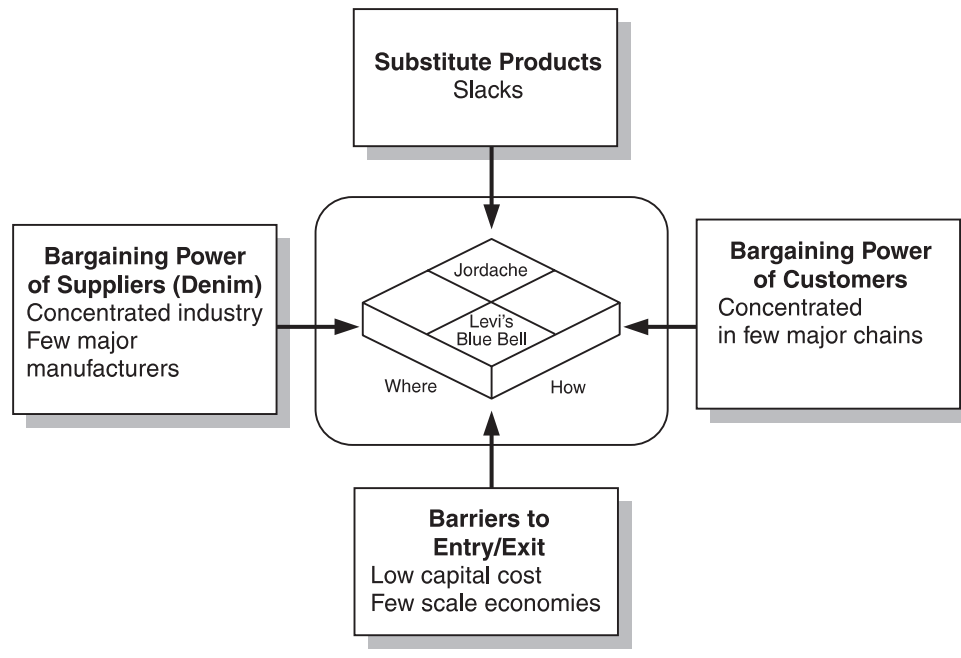 Substitute Products
Slacks
Bargaining Power
of Suppliers (Denim)
Concentrated industry
Few major
manufacturers
Jordache
Levi's
Blue Bell
Where
How
Bargaining Power
of Customers
Concentrated
in few major chains
Barriers to
Entry/Exit
Low capital cost
Few scale economies